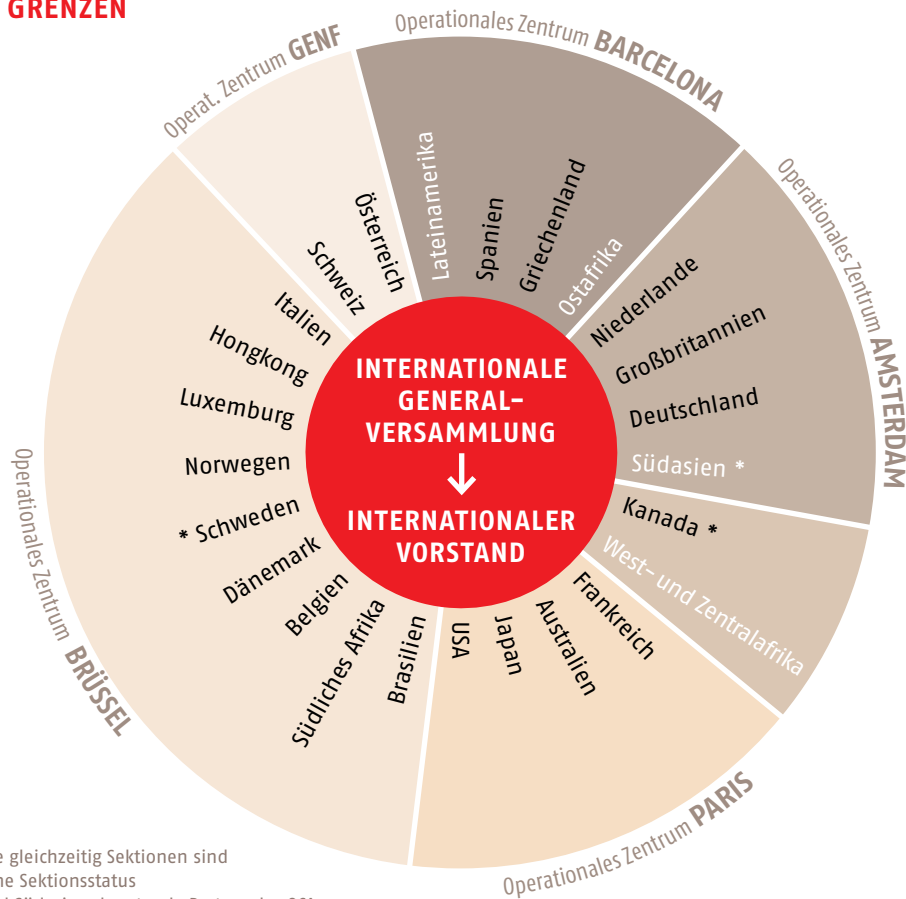 GRENZEN
Operat. Zentrum GENF
Österreich
Schweiz
Operationales Zentrum BARCELONA
Lateinamerika
Spanien
Griechenland
Ostafrika
Operationales Zentrum AMSTERDAM
Niederlande
Großbritannien
Deutschland
Südasien *
Kanada *
West- und Zentralafrika
Operationales Zentrum PARIS
Frankreich
Australien
Japan
USA
Operationales Zentrum BRÜSSEL
Italien
Hongkong
Luxemburg
Norwegen
* Schweden
Dänemark
Belgien
Südliches Afrika
Brasilien
INTERNATIONALE
GENERAL-
VERSAMMLUNG
↓
INTERNATIONALER
VORSTAND
gleichzeitig Sektionen sind
Sektionsstatus